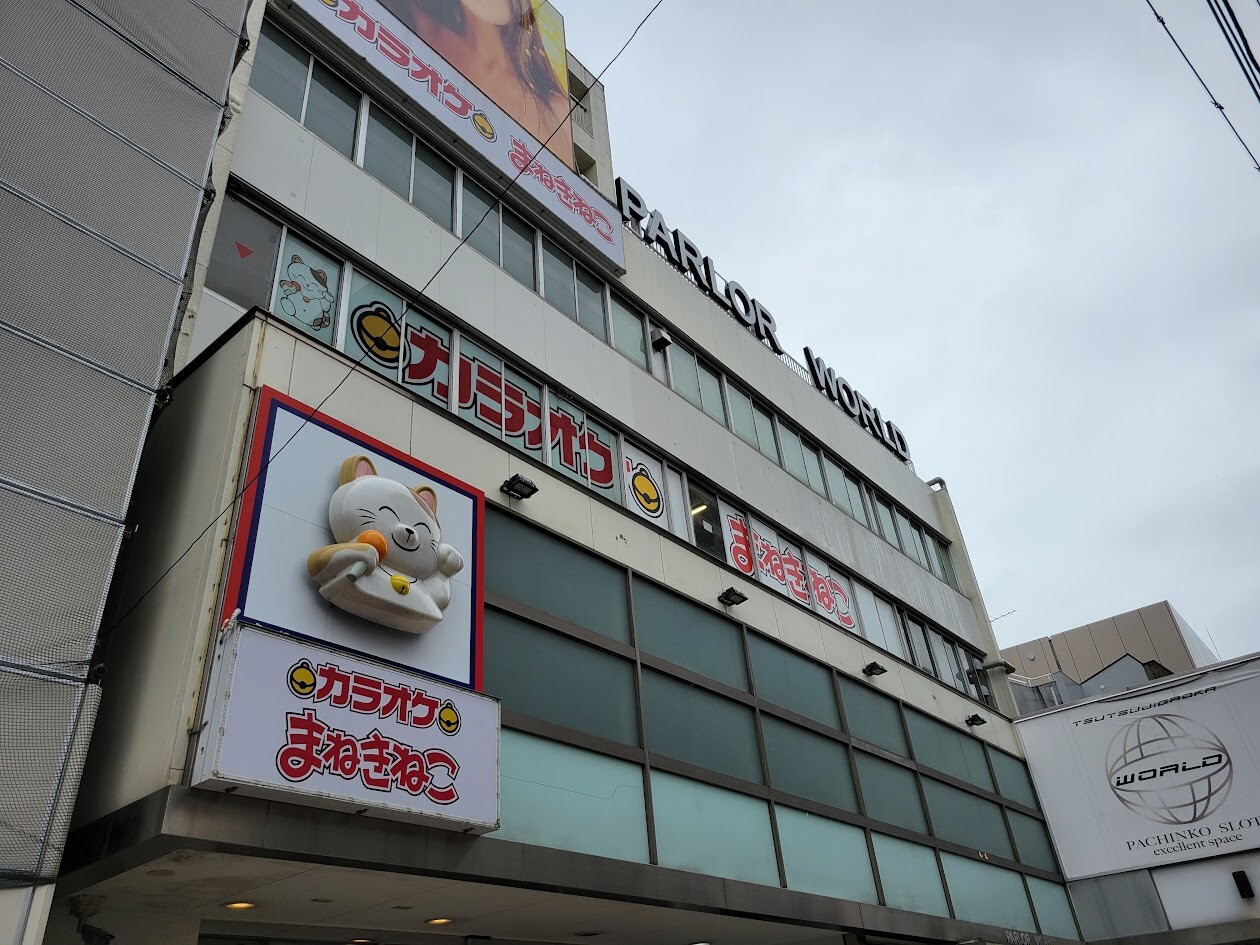 カラオケ
まねきねこ
PARLOR WORLD
カラオケ
まねきねこ
カラオケ
まねきねこ
TSUTSUJIGAOKA
WORLD
PACHINKO SLOT
excellent space
PARLOR